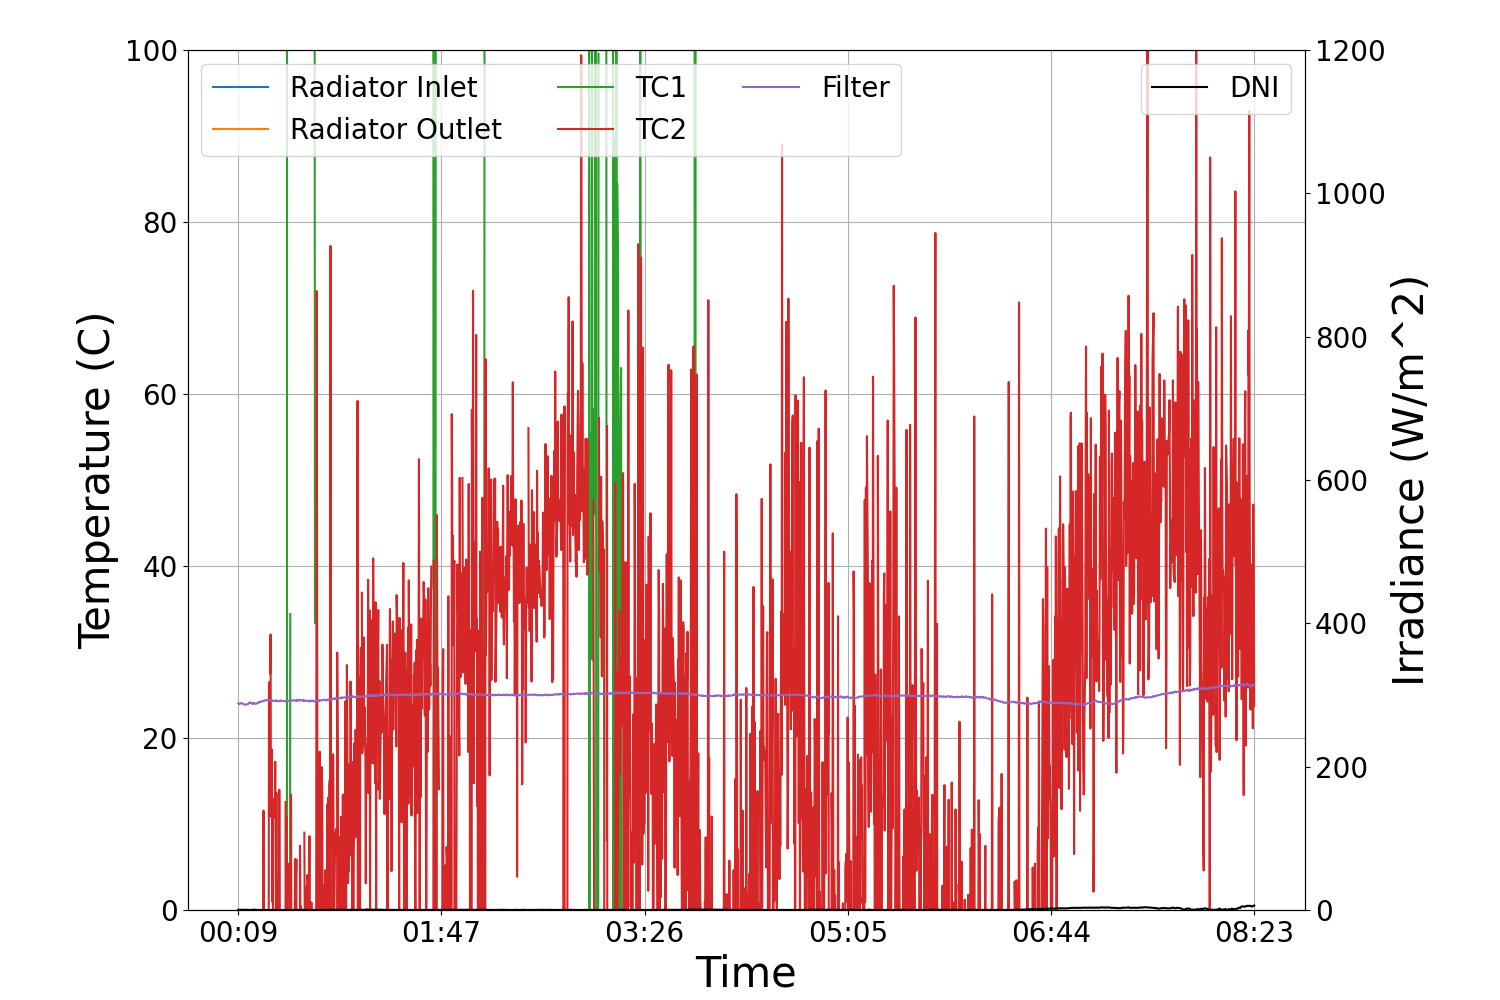 100
80
60
40
20
0
Temperature (C)
Radiator Inlet
Radiator Outlet
TC1
TC2
Filter
DNI
1200
1000
800
600
400
200
0
Irradiance (W/m^2)
00:09 01:47 03:26 05:05 06:44 08:23
Time